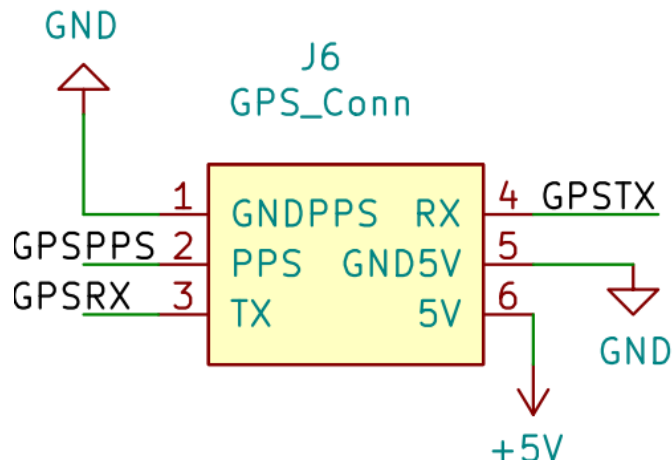 GND
J6
GPS_Conn
1 GNDPPS RX 4 GPSTX
GPSPPS 2 PPS GND5V 5
GPSRX 3 TX 5V 6
GND
+5V